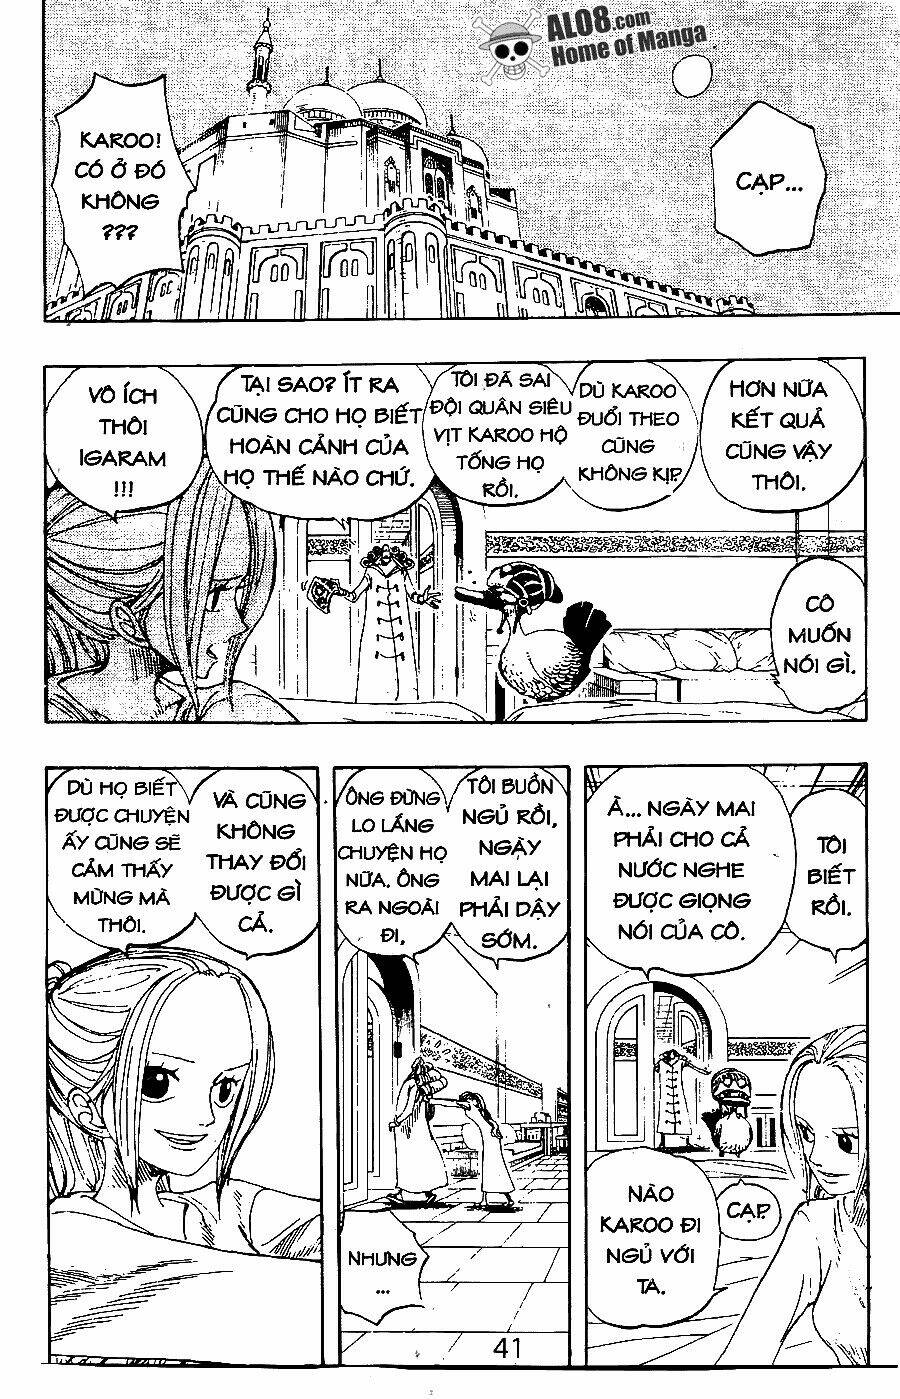 AL08.com
Home of Manga
KAROO!
CÓ Ở ĐÓ
KHÔNG
???
CẠP...
VÔ ÍCH
THÔI
IGARAM
!!!
TẠI SAO? ÍT RA
CŨNG CHO HỌ BIẾT
HOÀN CẢNH CỦA
HỌ THẾ NÀO CHỨ.
TÔI ĐÃ SAI
ĐỘI QUÂN SIÊU
VỊT KAROO HỘ
TỐNG HỌ
RỒI.
DÙ KAROO
ĐUỔI THEO
CŨNG
KHÔNG KỊP.
HƠN NỮA
KẾT QUẢ
CŨNG VẬY
THÔI.
CÔ
MUỐN
NÓI GÌ.
DÙ HỌ BIẾT
ĐƯỢC CHUYỆN
ẤY CŨNG SẼ
CẢM THẤY
MỪNG MÀ
THÔI.
VÀ CŨNG
KHÔNG
THAY ĐỔI
ĐƯỢC GÌ
CẢ.
ÔNG ĐỪNG
LO LẮNG
CHUYỆN HỌ
NỮA. ÔNG
RA NGOÀI
ĐI.
TÔI BUỒN
NGỦ RỒI,
NGÀY
MAI LẠI
PHẢI DẬY
SỚM.
NHƯNG
...
À... NGÀY MAI
PHẢI CHO CẢ
NƯỚC NGHE
ĐƯỢC GIỌNG
NÓI CỦA CÔ.
TÔI
BIẾT
RỒI.
NÀO
KAROO ĐI
NGỦ VỚI
TA.
CẠP.
41